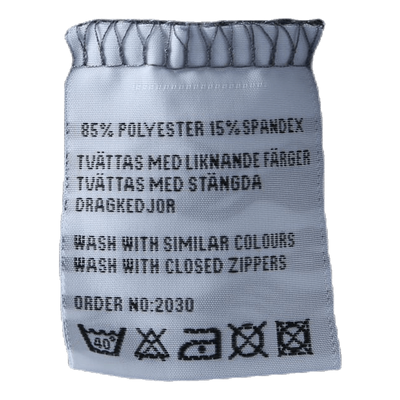 85% POLYESTER 15% SPANDEX
TVÄTTAS MED LIKNANDE FÄRGER
TVÄTTAS MED STÄNGDA
DRAGKEDJOR
WASH WITH SIMILAR COLOURS
WASH WITH CLOSED ZIPPERS
ORDER NO:2030
40°